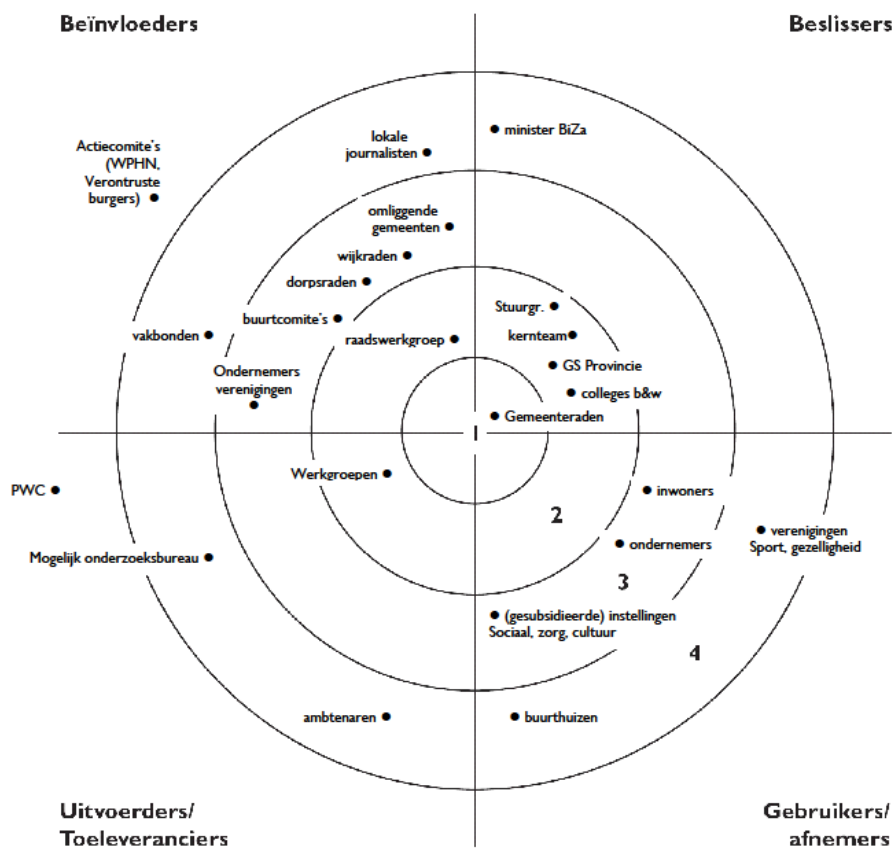 Beïnvloeders
Beslissers
minister BiZa
lokale
journalisten
Actiecomite's
(WPHN,
Verontruste
burgers)
omliggende
gemeenten
wijkraden
dorpsraden
Stuurgr.
buurtcomite's
vakbonden
raadswerkgroep
kernteam
GS Provincie
Ondernemers
verenigingen
colleges b&w
Gemeenteraden
1
Werkgroepen
PWC
inwoners
2
verenigingen
Sport, gezelligheid
ondernemers
Mogelijk onderzoeksbureau
3
(gesubsidieerde) instellingen
Sociaal, zorg, cultuur
4
ambtenaren
buurthuizen
Uitvoerders/
Toeleveranciers
Gebruikers/
afnemers